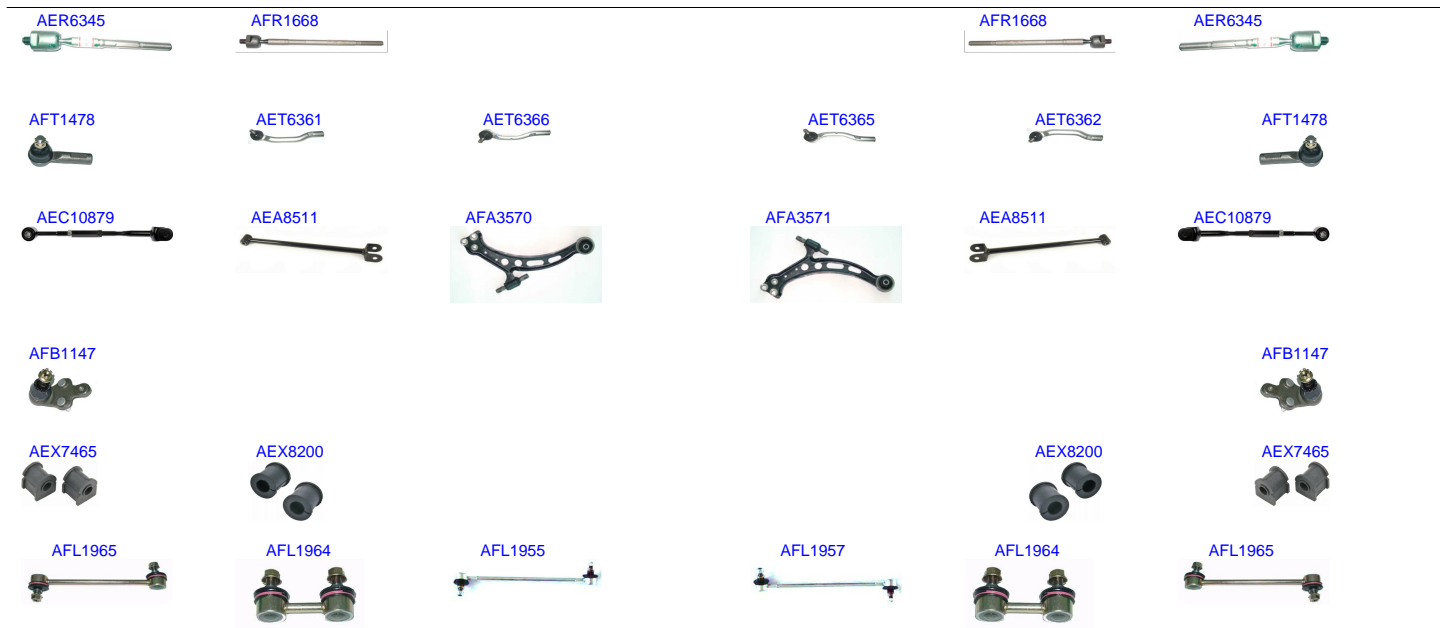 AER6345 AFR1668 AFR1668 AER6345
AFT1478 AET6361 AET6366 AET6365 AET6362 AFT1478
AEC10879 AEA8511 AFA3570 AFA3571 AEA8511 AEC10879
AFB1147 AFB1147
AEX7465 AEX8200 AEX8200 AEX7465
AFL1965 AFL1964 AFL1955 AFL1957 AFL1964 AFL1965